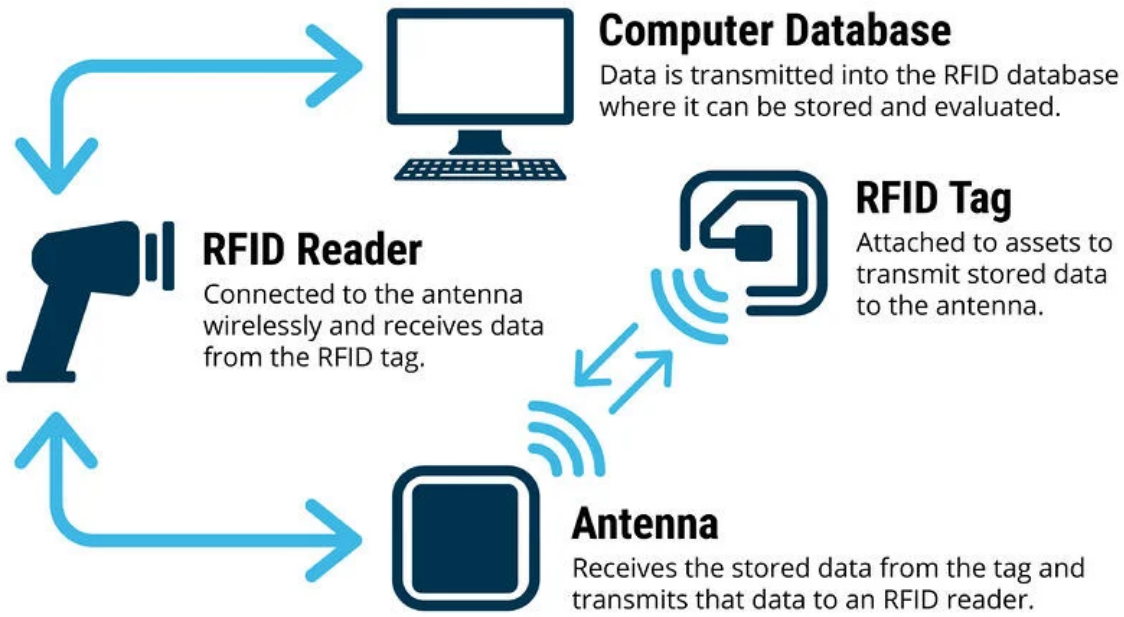 Computer Database
Data is transmitted into the RFID database
where it can be stored and evaluated.
RFID Tag
Attached to assets to
transmit stored data
to the antenna.
RFID Reader
Connected to the antenna
wirelessly and receives data
from the RFID tag.
Antenna
Receives the stored data from the tag and
transmits that data to an RFID reader.